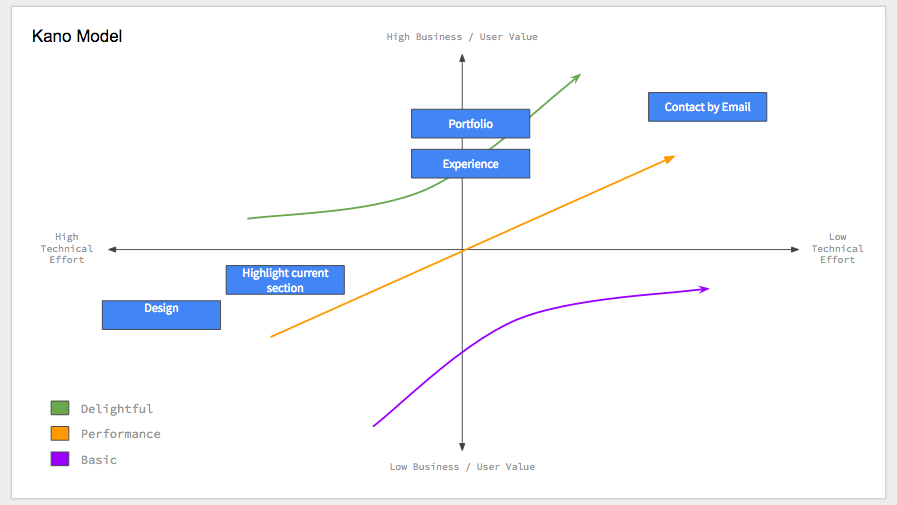 Kano Model
High Business / User Value
Contact by Email
Portfolio
Experience
High
Technical
Effort
Low
Technical
Effort
Highlight current
section
Design
Delightful
Performance
Basic
Low Business / User Value